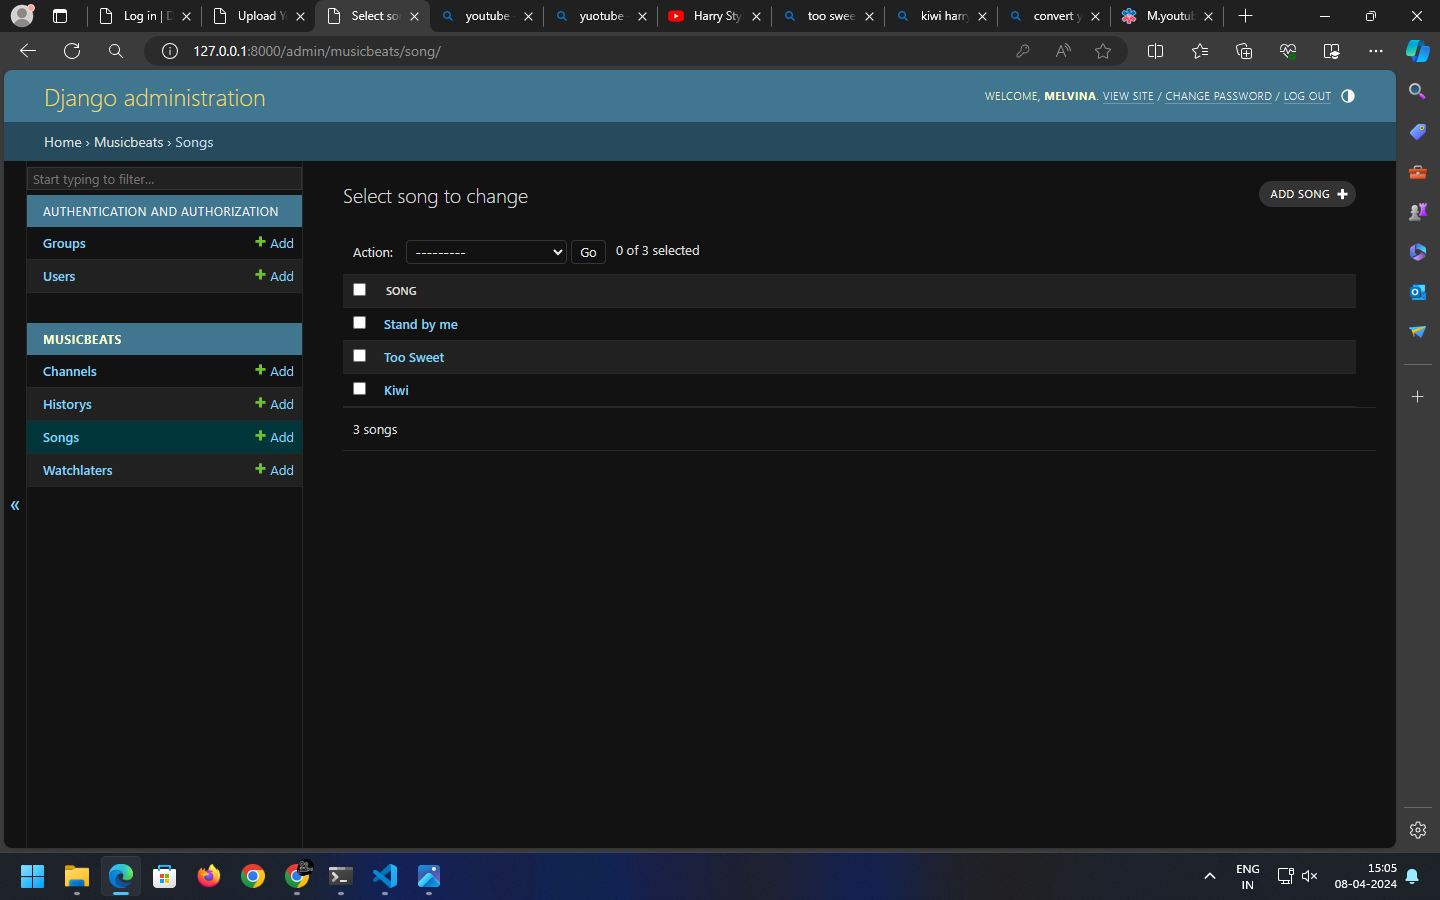 Log in | D
Upload Y
Select so
youtube
yuotube
Harry Sty
too swee
kiwi harr
convert y
M.youtub
127.0.0.1:8000/admin/musicbeats/song/
Django administration
WELCOME, MELVINA. VIEW SITE / CHANGE PASSWORD / LOG OUT
Home › Musicbeats › Songs
Start typing to filter...
AUTHENTICATION AND AUTHORIZATION
Groups + Add
Users + Add
MUSICBEATS
Channels + Add
Historys + Add
Songs + Add
Watchlaters + Add
«
Select song to change
ADD SONG +
Action: --------- Go 0 of 3 selected
SONG
Stand by me
Too Sweet
Kiwi
3 songs
ENG
IN
15:05
08-04-2024